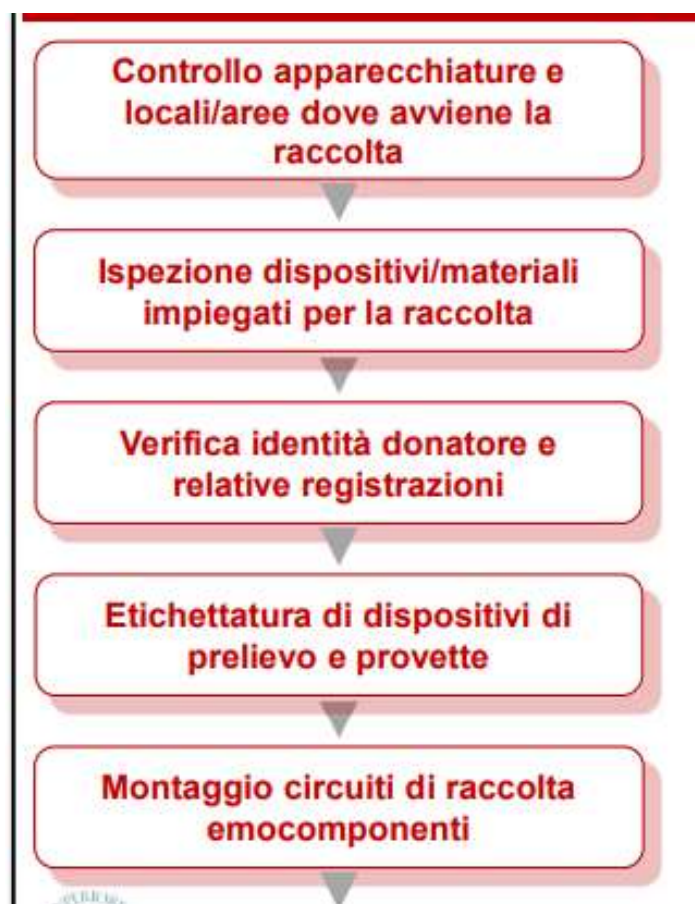 Controllo apparecchiature e
locali/aree dove avviene la
raccolta
Ispezione dispositivi/materiali
impiegati per la raccolta
Verifica identità donatore e
relative registrazioni
Etichettatura di dispositivi di
prelievo e provette
Montaggio circuiti di raccolta
emocomponenti